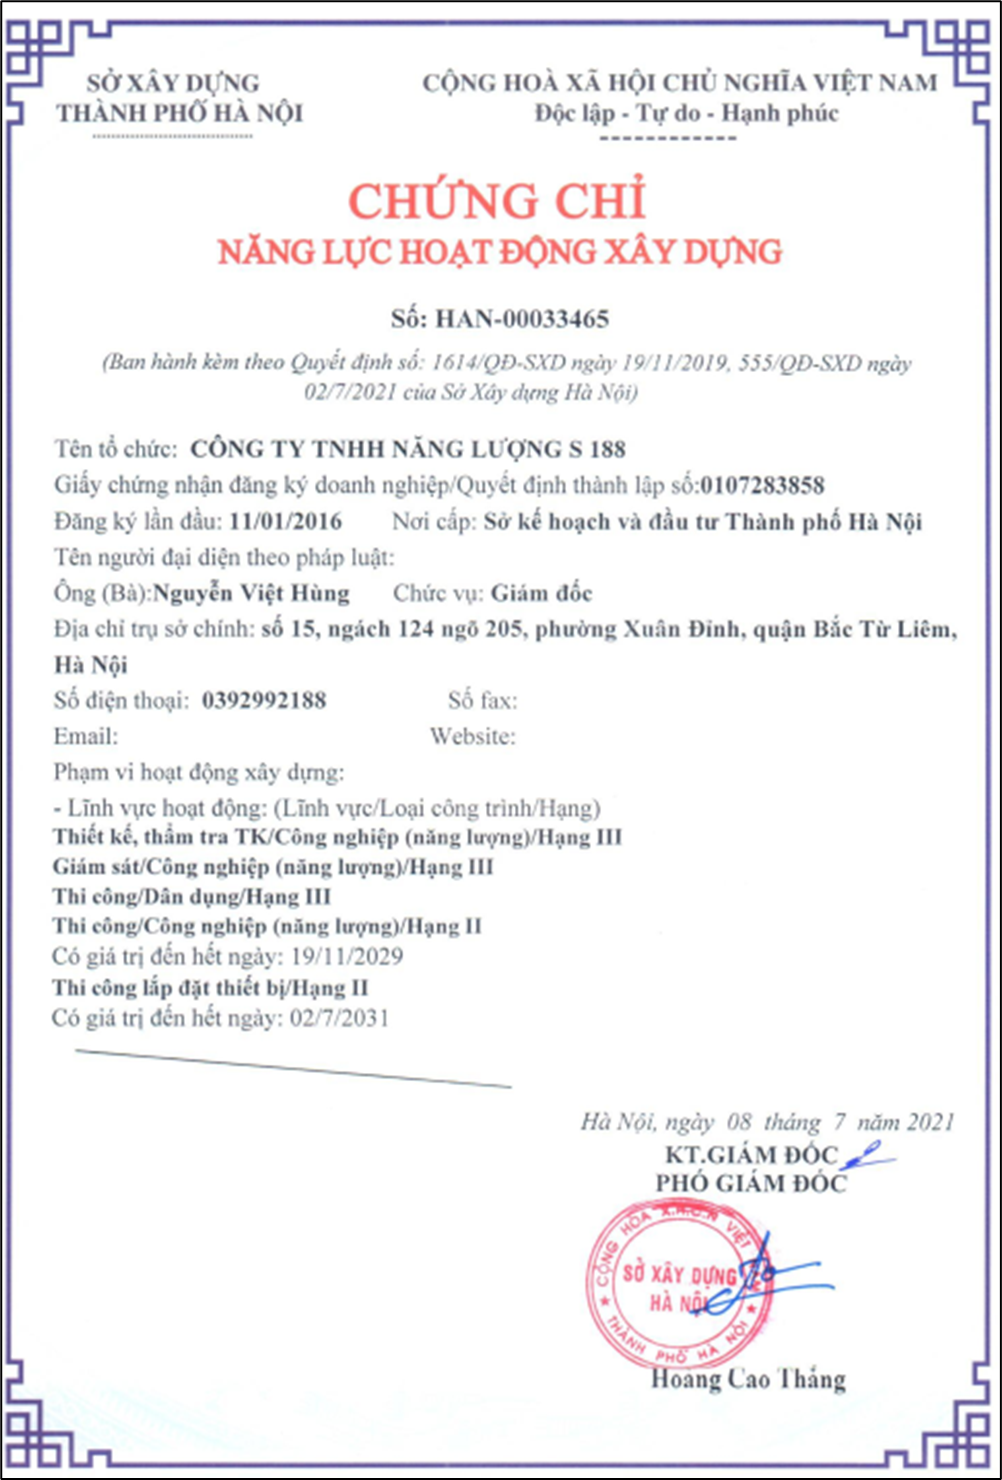 SỞ XÂY DỰNG
THÀNH PHỐ HÀ NỘI
CỘNG HOÀ XÃ HỘI CHỦ NGHĨA VIỆT NAM
Độc lập - Tự do - Hạnh phúc
CHỨNG CHỈ
NĂNG LỰC HOẠT ĐỘNG XÂY DỰNG
Số: HAN-00033465
(Ban hành kèm theo Quyết định số: 1614/QĐ-SXD ngày 19/11/2019, 555/QĐ-SXD ngày
02/7/2021 của Sở Xây dựng Hà Nội)
Tên tổ chức: CÔNG TY TNHH NĂNG LƯỢNG S 188
Giấy chứng nhận đăng ký doanh nghiệp/Quyết định thành lập số:0107283858
Đăng ký lần đầu: 11/01/2016 Nơi cấp: Sở kế hoạch và đầu tư Thành phố Hà Nội
Tên người đại diện theo pháp luật:
Ông (Bà):Nguyễn Việt Hùng Chức vụ: Giám đốc
Địa chỉ trụ sở chính: số 15, ngách 124 ngõ 205, phường Xuân Đỉnh, quận Bắc Từ Liêm,
Hà Nội
Số điện thoại: 0392992188 Số fax:
Email: Website:
Phạm vi hoạt động xây dựng:
- Lĩnh vực hoạt động: (Lĩnh vực/Loại công trình/Hạng)
Thiết kế, thẩm tra TK/Công nghiệp (năng lượng)/Hạng III
Giám sát/Công nghiệp (năng lượng)/Hạng III
Thi công/Dân dụng/Hạng III
Thi công/Công nghiệp (năng lượng)/Hạng II
Có giá trị đến hết ngày: 19/11/2029
Thi công lắp đặt thiết bị/Hạng II
Có giá trị đến hết ngày: 02/7/2031
Hà Nội, ngày 08 tháng 7 năm 2021
KT.GIÁM ĐỐC
PHÓ GIÁM ĐỐC
CỘNG HÒA X.H.C.N VIỆT
SỞ XÂY DỰNG
HÀ NỘI
THÀNH PHỐ HÀ NỘI
Hoàng Cao Thắng